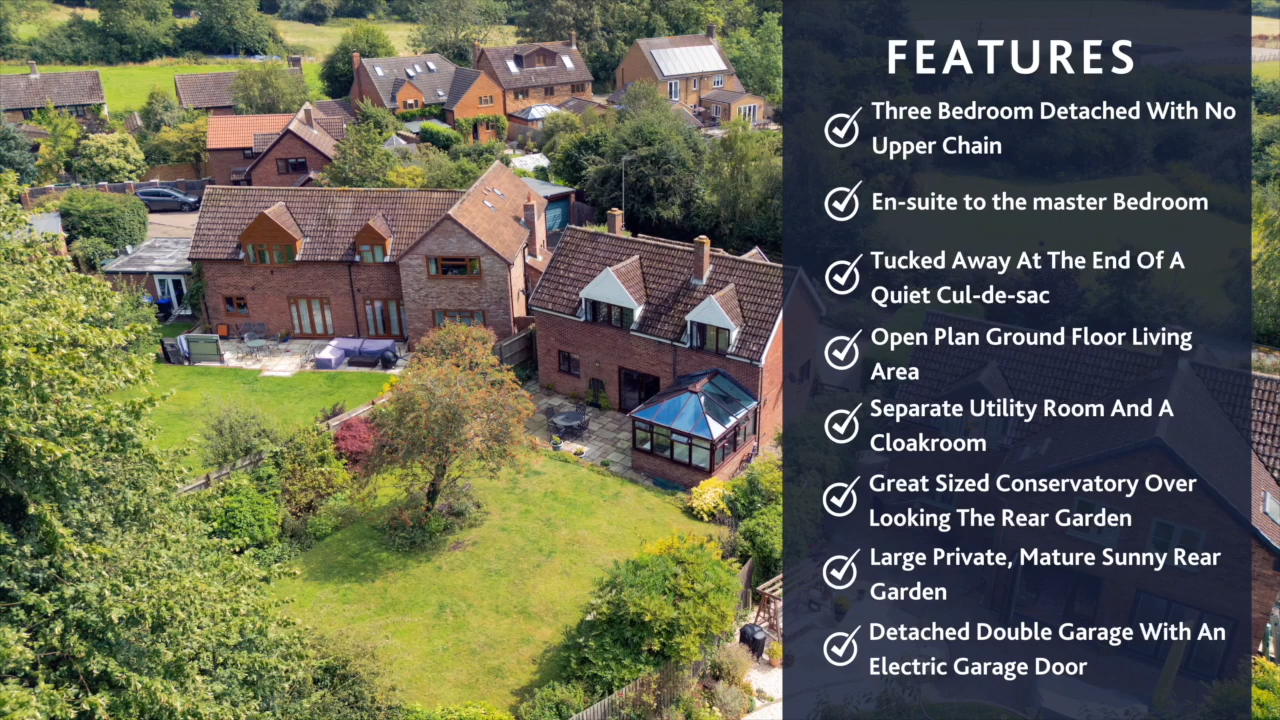 FEATURES
Three Bedroom Detached With No
Upper Chain
En-suite to the master Bedroom
Tucked Away At The End Of A
Quiet Cul-de-sac
Open Plan Ground Floor Living
Area
Separate Utility Room And A
Cloakroom
Great Sized Conservatory Over
Looking The Rear Garden
Large Private, Mature Sunny Rear
Garden
Detached Double Garage With An
Electric Garage Door